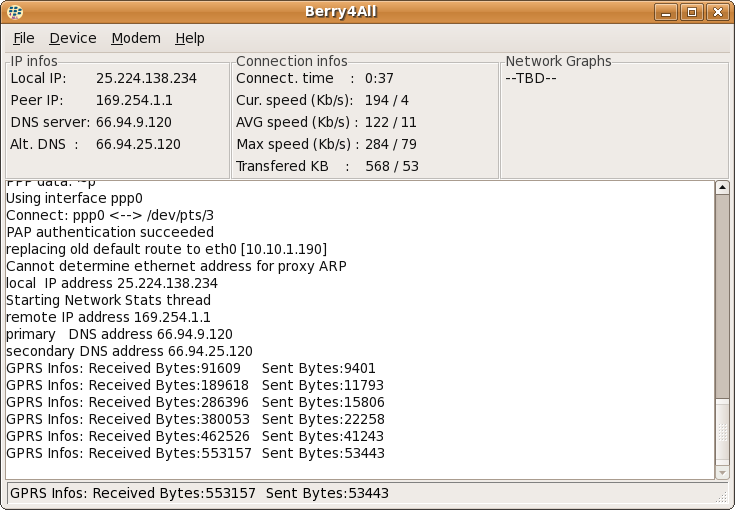 Berry4All
File Device Modem Help
IP infos
Local IP: 25.224.138.234
Peer IP: 169.254.1.1
DNS server: 66.94.9.120
Alt. DNS : 66.94.25.120
Connection infos
Connect. time : 0:37
Cur. speed (Kb/s): 194 / 4
AVG speed (Kb/s) : 122 / 11
Max speed (Kb/s) : 284 / 79
Transfered KB : 568 / 53
Network Graphs
--TBD--
PPP data: ~p
Using interface ppp0
Connect: ppp0 <--> /dev/pts/3
PAP authentication succeeded
replacing old default route to eth0 [10.10.1.190]
Cannot determine ethernet address for proxy ARP
local IP address 25.224.138.234
Starting Network Stats thread
remote IP address 169.254.1.1
primary DNS address 66.94.9.120
secondary DNS address 66.94.25.120
GPRS Infos: Received Bytes:91609 Sent Bytes:9401
GPRS Infos: Received Bytes:189618 Sent Bytes:11793
GPRS Infos: Received Bytes:286396 Sent Bytes:15806
GPRS Infos: Received Bytes:380053 Sent Bytes:22258
GPRS Infos: Received Bytes:462526 Sent Bytes:41243
GPRS Infos: Received Bytes:553157 Sent Bytes:53443
GPRS Infos: Received Bytes:553157 Sent Bytes:53443